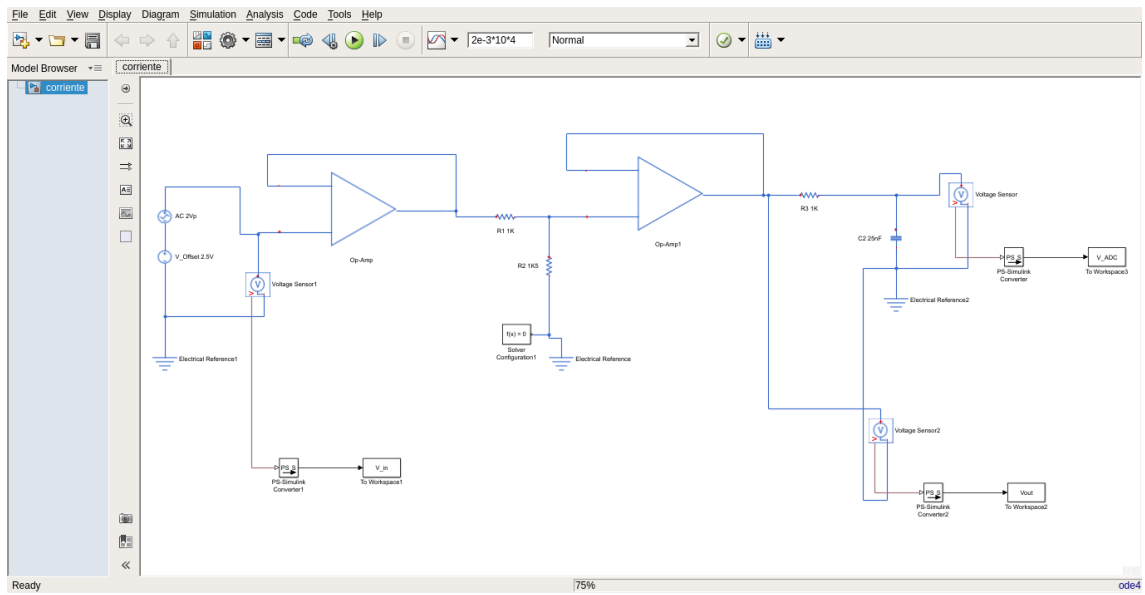 File Edit View Display Diagram Simulation Analysis Code Tools Help
2e-3*10*4 Normal
Model Browser corriente
corriente
AC 2Vp
V_Offset 2.5V
Voltage Sensor1
Electrical Reference1
Op-Amp
R1 1K
R2 1K5
f(x) = 0
Solver
Configuration1
Electrical Reference
Op-Amp1
R3 1K
C2 25nF
V
Voltage Sensor
PS S
PS-Simulink
Converter
V_ADC
To Workspace3
Electrical Reference2
V
V
Voltage Sensor2
PS S
PS-Simulink
Converter1
V_in
To Workspace1
PS S
PS-Simulink
Converter2
Vout
To Workspace2
Ready 75% ode4